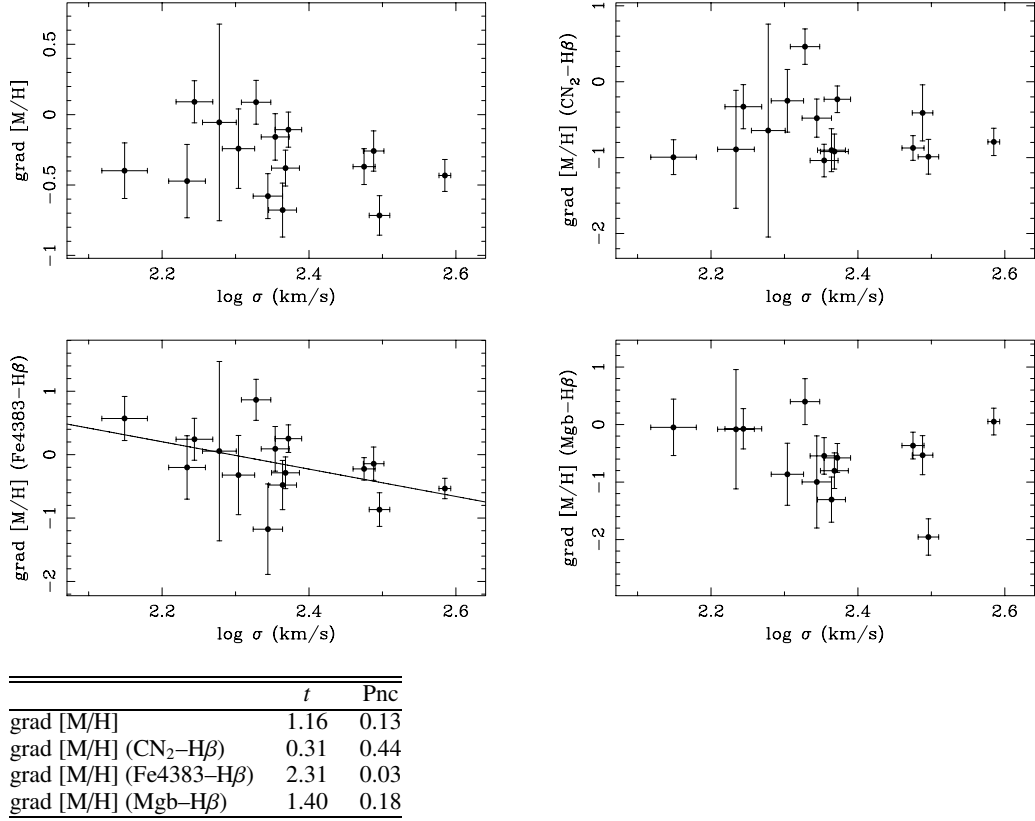 grad [M/H]
0.5
0
−0.5
−1
2.2 2.4 2.6
log σ (km/s)
grad [M/H] (CN₂−Hβ)
1
0
−1
−2
2.2 2.4 2.6
log σ (km/s)
grad [M/H] (Fe4383−Hβ)
1
0
−1
−2
2.2 2.4 2.6
log σ (km/s)
grad [M/H] (Mgb−Hβ)
1
0
−1
−2
2.2 2.4 2.6
log σ (km/s)
t Pnc
grad [M/H] 1.16 0.13
grad [M/H] (CN₂–Hβ) 0.31 0.44
grad [M/H] (Fe4383–Hβ) 2.31 0.03
grad [M/H] (Mgb–Hβ) 1.40 0.18